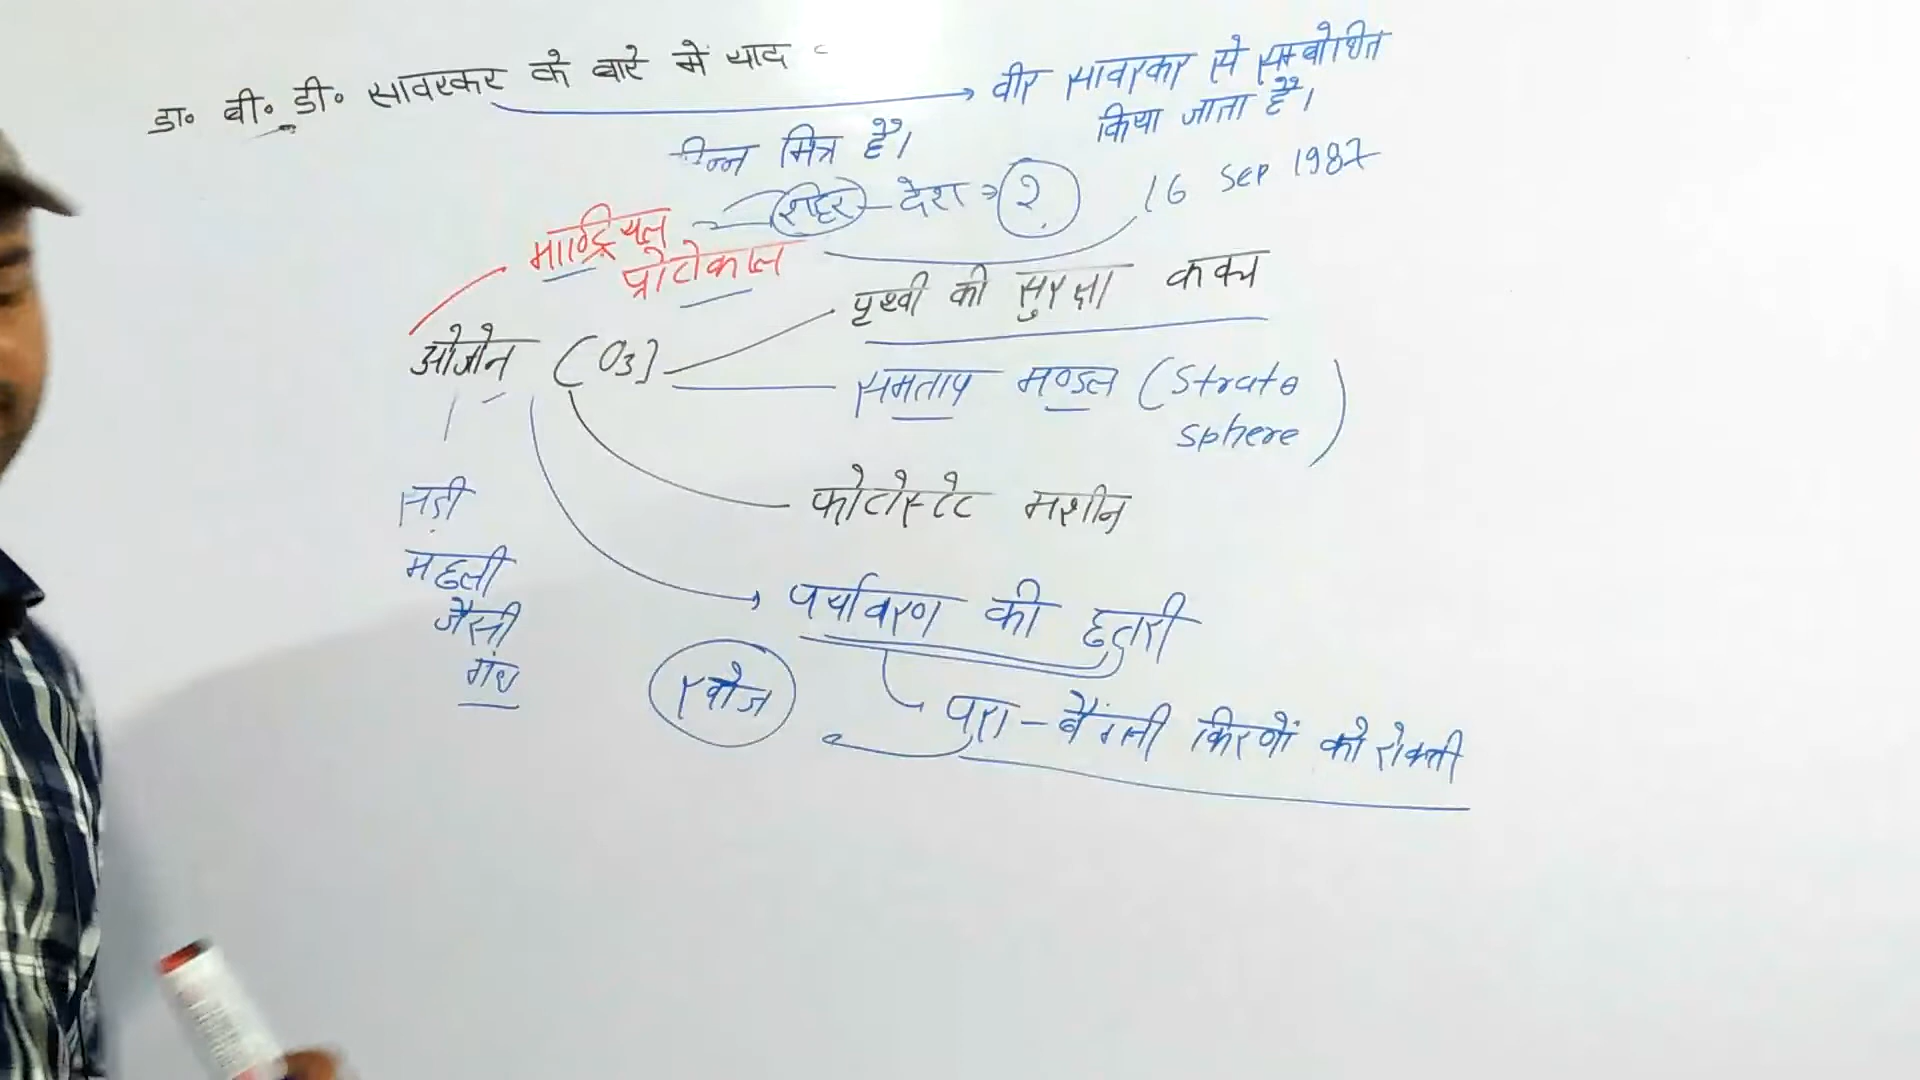 डा॰ बी॰ डी॰ सावरकर के बारे में याद
वीर सावरकर से सम्बोधित
किया जाता है।
मित्र है।
शहर – देश ?
16 Sep 1987
माण्ट्रियल
प्रोटोकाल
पृथ्वी की सुरक्षा कवच
ओजोन (O3)
समताप मण्डल (Strato
sphere)
फोटोस्टेट मशीन
सड़ी
मछली
जैसी
गंध
पर्यावरण की छतरी
खोज
परा – बैंगनी किरणों को रोकती